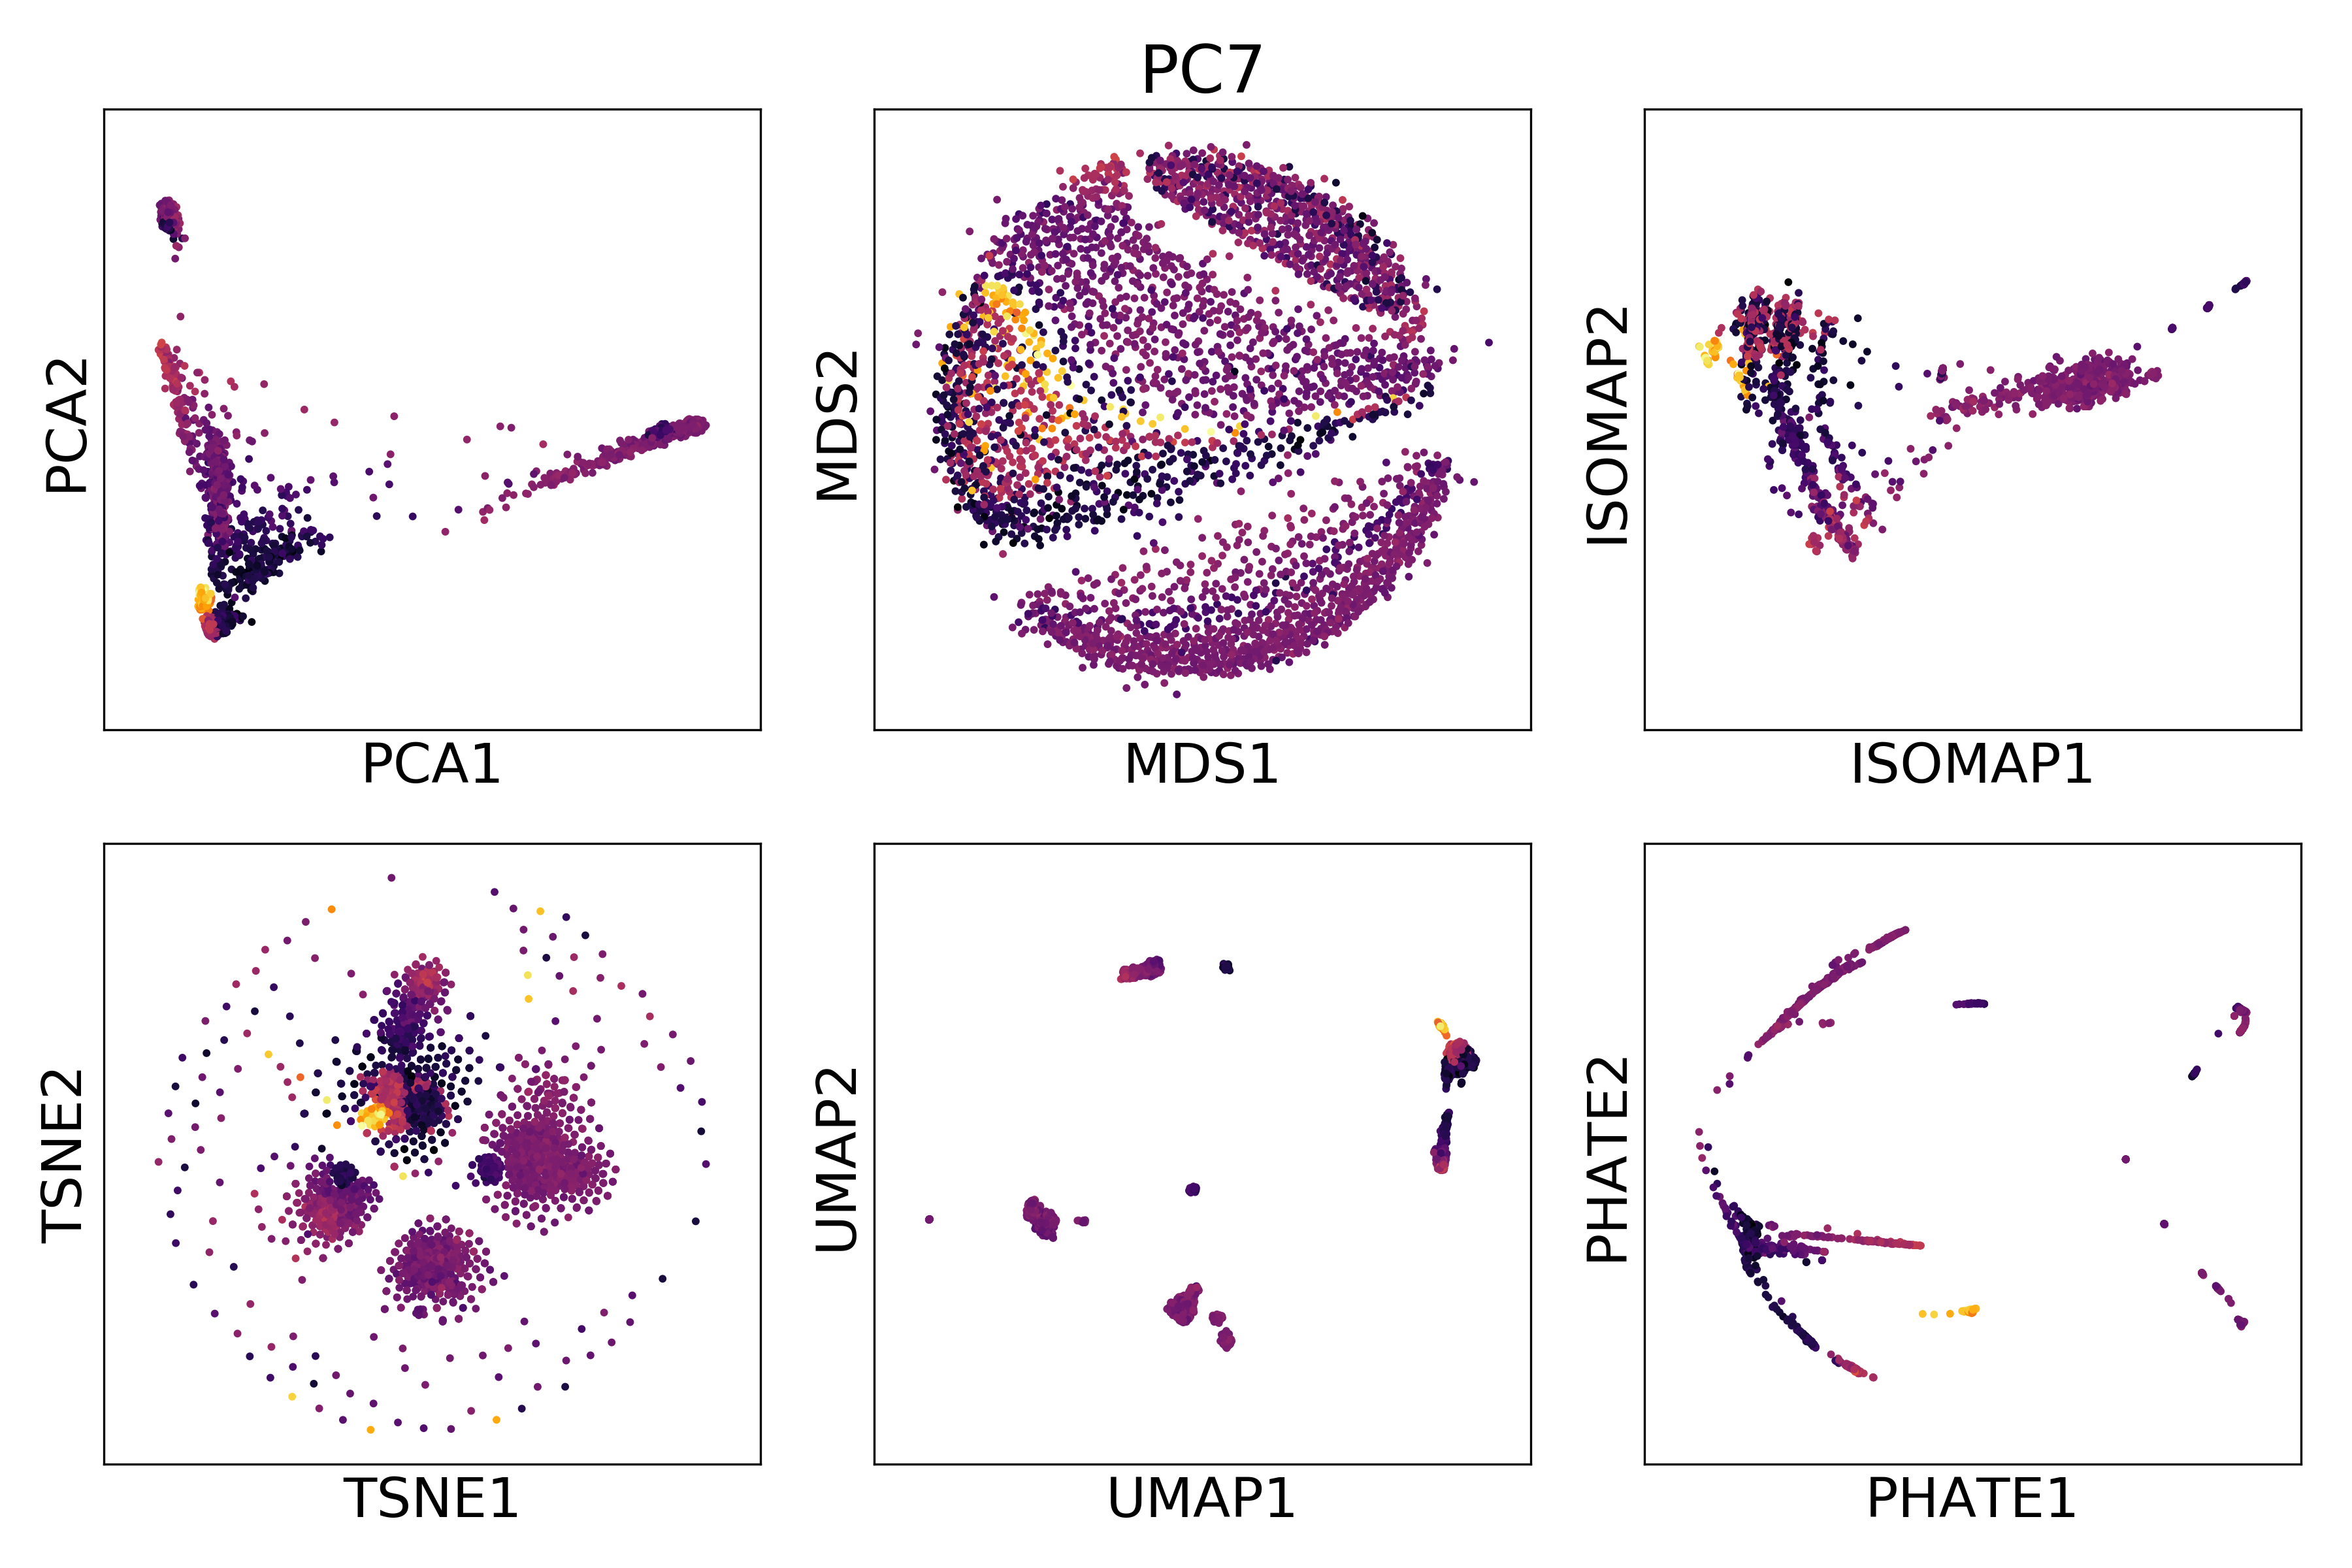 PC7
PCA2
PCA1
MDS2
MDS1
ISOMAP2
ISOMAP1
TSNE2
TSNE1
UMAP2
UMAP1
PHATE2
PHATE1